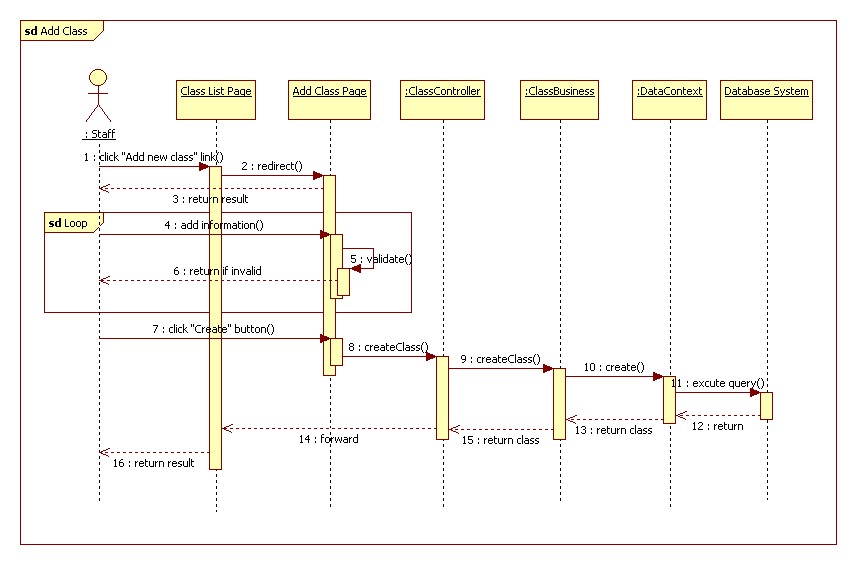 sd Add Class
Class List Page
Add Class Page
:ClassController
:ClassBusiness
:DataContext
Database System
: Staff
1 : click "Add new class" link()
2 : redirect()
3 : return result
sd Loop
4 : add information()
5 : validate()
6 : return if invalid
7 : click "Create" button()
8 : createClass()
9 : createClass()
10 : create()
11 : excute query()
12 : return
13 : return class
15 : return class
14 : forward
16 : return result